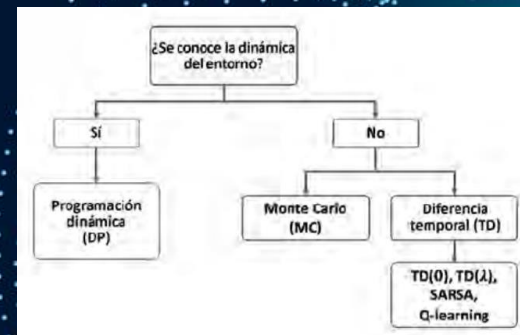 ¿Se conoce la dinámica
del entorno?
Sí
No
Programación
dinámica
(DP)
Monte Carlo
(MC)
Diferencia
temporal (TD)
TD(0), TD(λ),
SARSA,
Q-learning